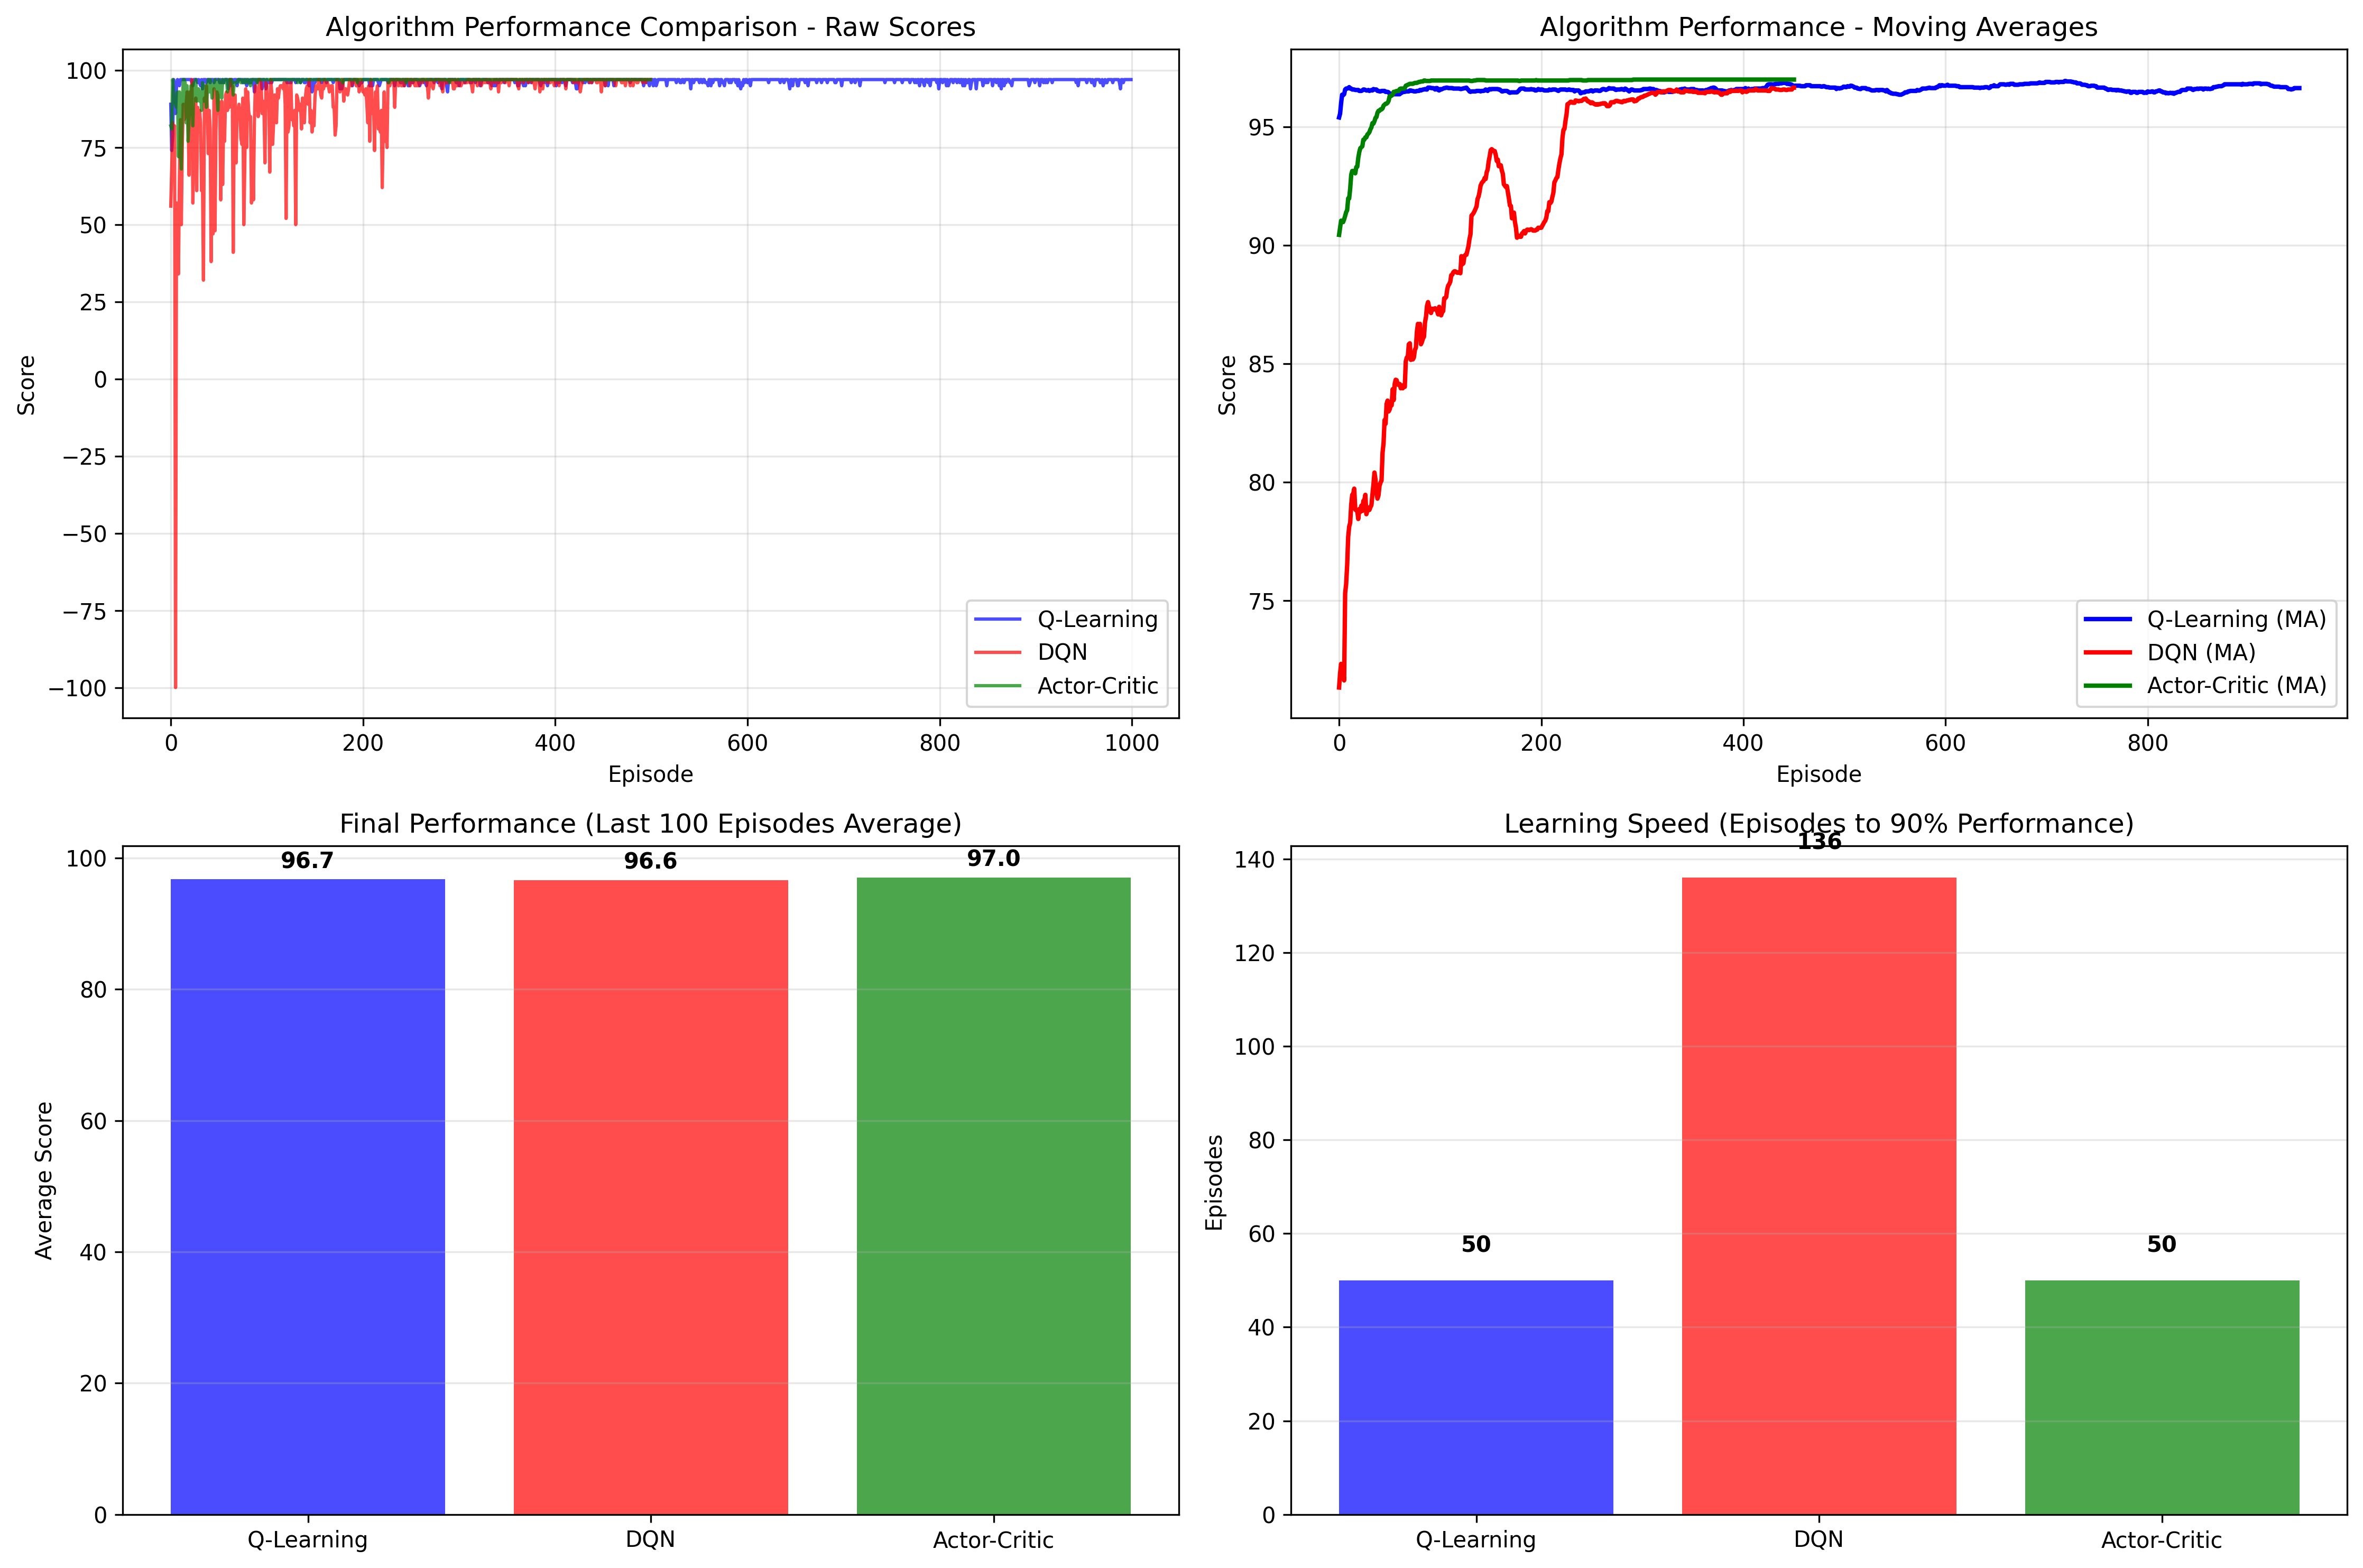 Algorithm Performance Comparison - Raw Scores
Score
100
75
50
25
0
−25
−50
−75
−100
Q-Learning
DQN
Actor-Critic
0 200 400 600 800 1000
Episode
Algorithm Performance - Moving Averages
Score
95
90
85
80
75
Q-Learning (MA)
DQN (MA)
Actor-Critic (MA)
0 200 400 600 800
Episode
Final Performance (Last 100 Episodes Average)
Average Score
100
80
60
40
20
0
96.7 96.6 97.0
Q-Learning DQN Actor-Critic
Learning Speed (Episodes to 90% Performance)
Episodes
140
120
100
80
60
40
20
0
136
50 50
Q-Learning DQN Actor-Critic